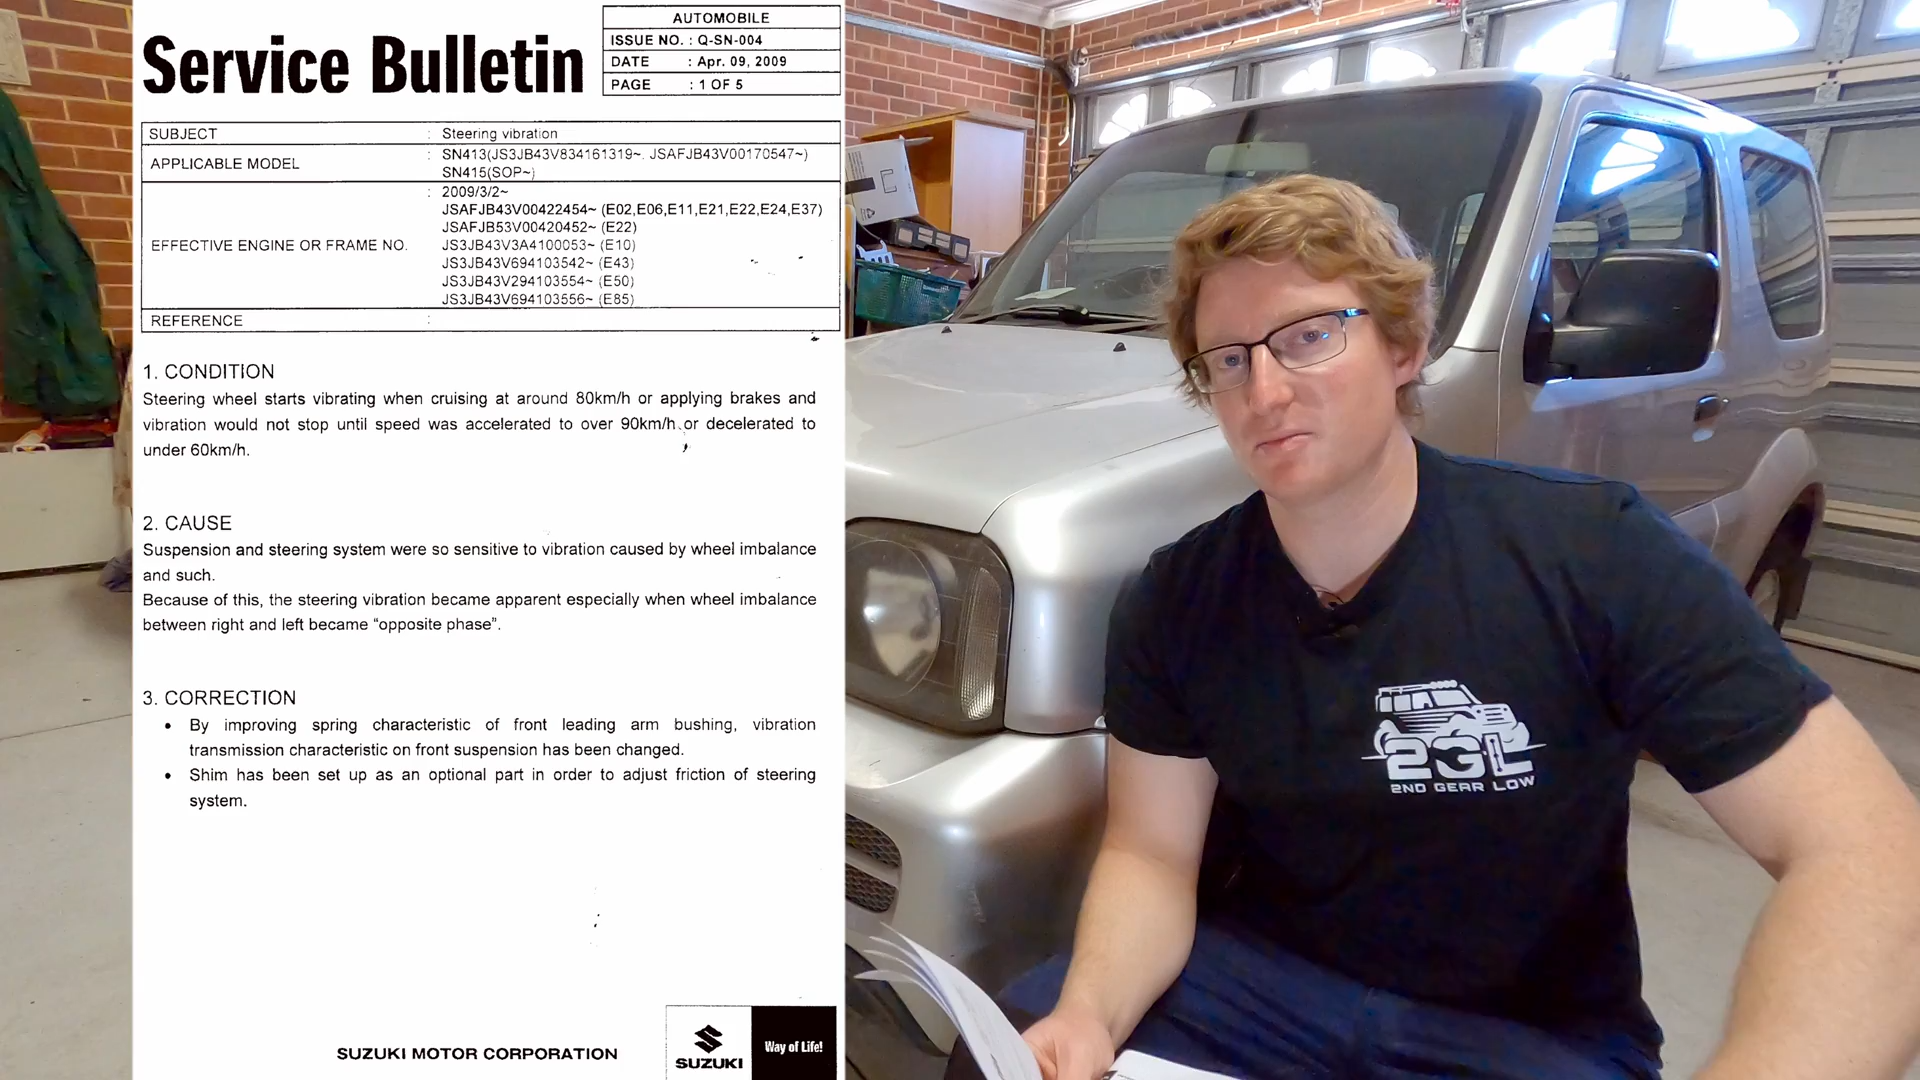 Service Bulletin
AUTOMOBILE
ISSUE NO. : Q-SN-004
DATE : Apr. 09, 2009
PAGE : 1 OF 5
SUBJECT : Steering vibration
APPLICABLE MODEL : SN413(JS3JB43V834161319~. JSAFJB43V00170547~)
SN415(SOP~)
EFFECTIVE ENGINE OR FRAME NO. : 2009/3/2~
JSAFJB43V00422454~ (E02,E06,E11,E21,E22,E24,E37)
JSAFJB53V00420452~ (E22)
JS3JB43V3A4100053~ (E10)
JS3JB43V694103542~ (E43)
JS3JB43V294103554~ (E50)
JS3JB43V694103556~ (E85)
REFERENCE :
1. CONDITION
Steering wheel starts vibrating when cruising at around 80km/h or applying brakes and
vibration would not stop until speed was accelerated to over 90km/h or decelerated to
under 60km/h.
2. CAUSE
Suspension and steering system were so sensitive to vibration caused by wheel imbalance
and such.
Because of this, the steering vibration became apparent especially when wheel imbalance
between right and left became “opposite phase”.
3. CORRECTION
• By improving spring characteristic of front leading arm bushing, vibration
transmission characteristic on front suspension has been changed.
• Shim has been set up as an optional part in order to adjust friction of steering
system.
SUZUKI MOTOR CORPORATION
SUZUKI
Way of Life!
2GL
2ND GEAR LOW